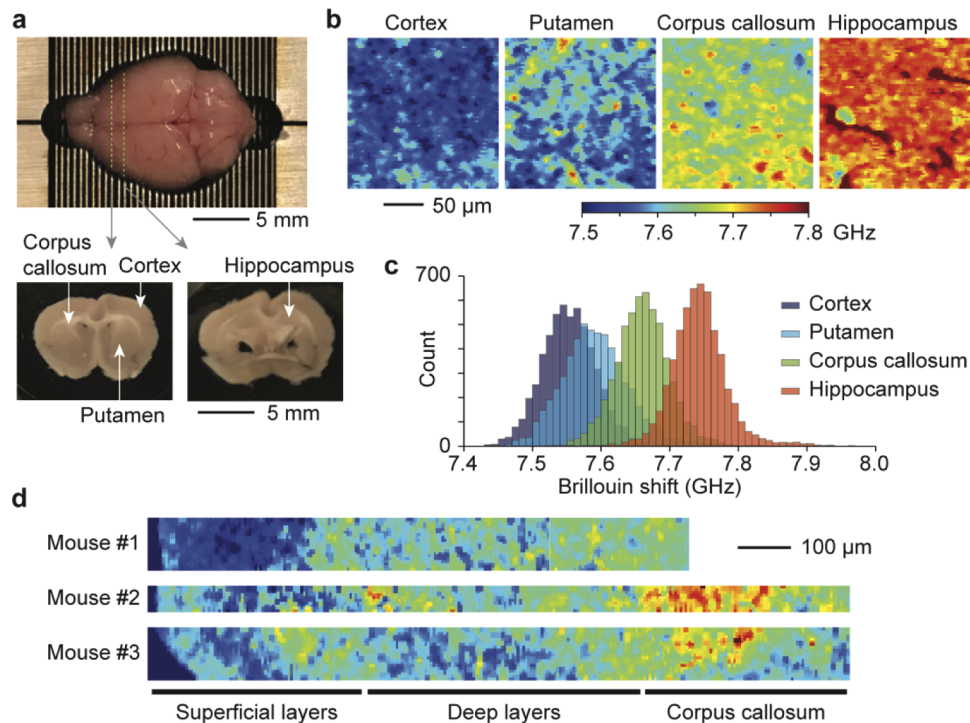 a
5 mm
Corpus
callosum
Cortex
Hippocampus
Putamen
5 mm
b
Cortex
Putamen
Corpus callosum
Hippocampus
50 µm
7.5
7.6
7.7
7.8
GHz
c
700
Count
0
7.4
7.5
7.6
7.7
7.8
7.9
8.0
Brillouin shift (GHz)
Cortex
Putamen
Corpus callosum
Hippocampus
d
Mouse #1
100 µm
Mouse #2
Mouse #3
Superficial layers
Deep layers
Corpus callosum